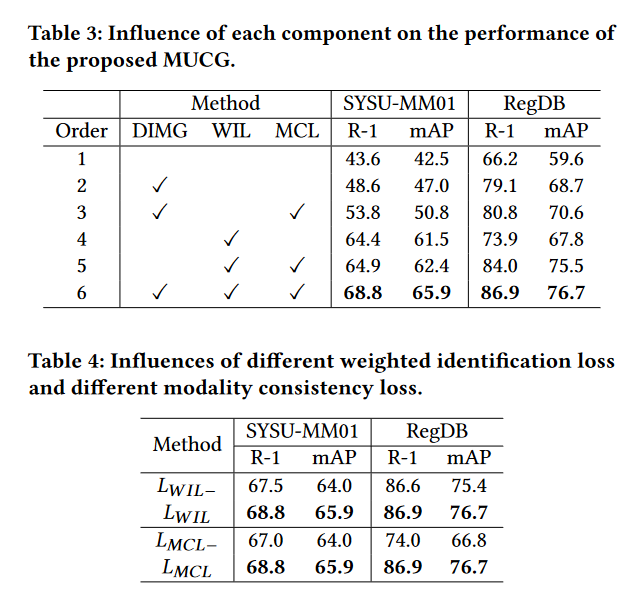 Table 3: Influence of each component on the performance of
the proposed MUCG.
Method SYSU-MM01 RegDB
Order DIMG WIL MCL R-1 mAP R-1 mAP
1 43.6 42.5 66.2 59.6
2 ✓ 48.6 47.0 79.1 68.7
3 ✓ ✓ 53.8 50.8 80.8 70.6
4 ✓ 64.4 61.5 73.9 67.8
5 ✓ ✓ 64.9 62.4 84.0 75.5
6 ✓ ✓ ✓ 68.8 65.9 86.9 76.7
Table 4: Influences of different weighted identification loss
and different modality consistency loss.
Method SYSU-MM01 RegDB
R-1 mAP R-1 mAP
L_{WIL-} 67.5 64.0 86.6 75.4
L_{WIL} 68.8 65.9 86.9 76.7
L_{MCL-} 67.0 64.0 74.0 66.8
L_{MCL} 68.8 65.9 86.9 76.7